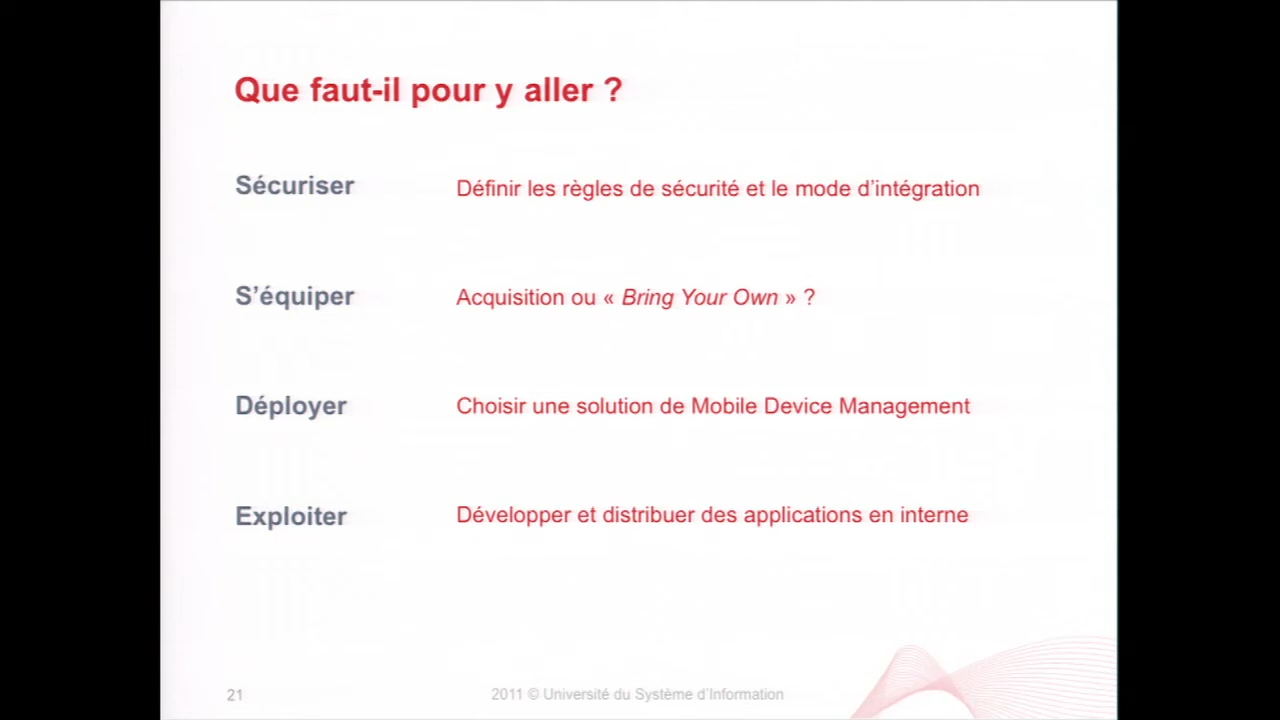 Que faut-il pour y aller ?
Sécuriser Définir les règles de sécurité et le mode d’intégration
S’équiper Acquisition ou « Bring Your Own » ?
Déployer Choisir une solution de Mobile Device Management
Exploiter Développer et distribuer des applications en interne
21 2011 © Université du Système d’Information